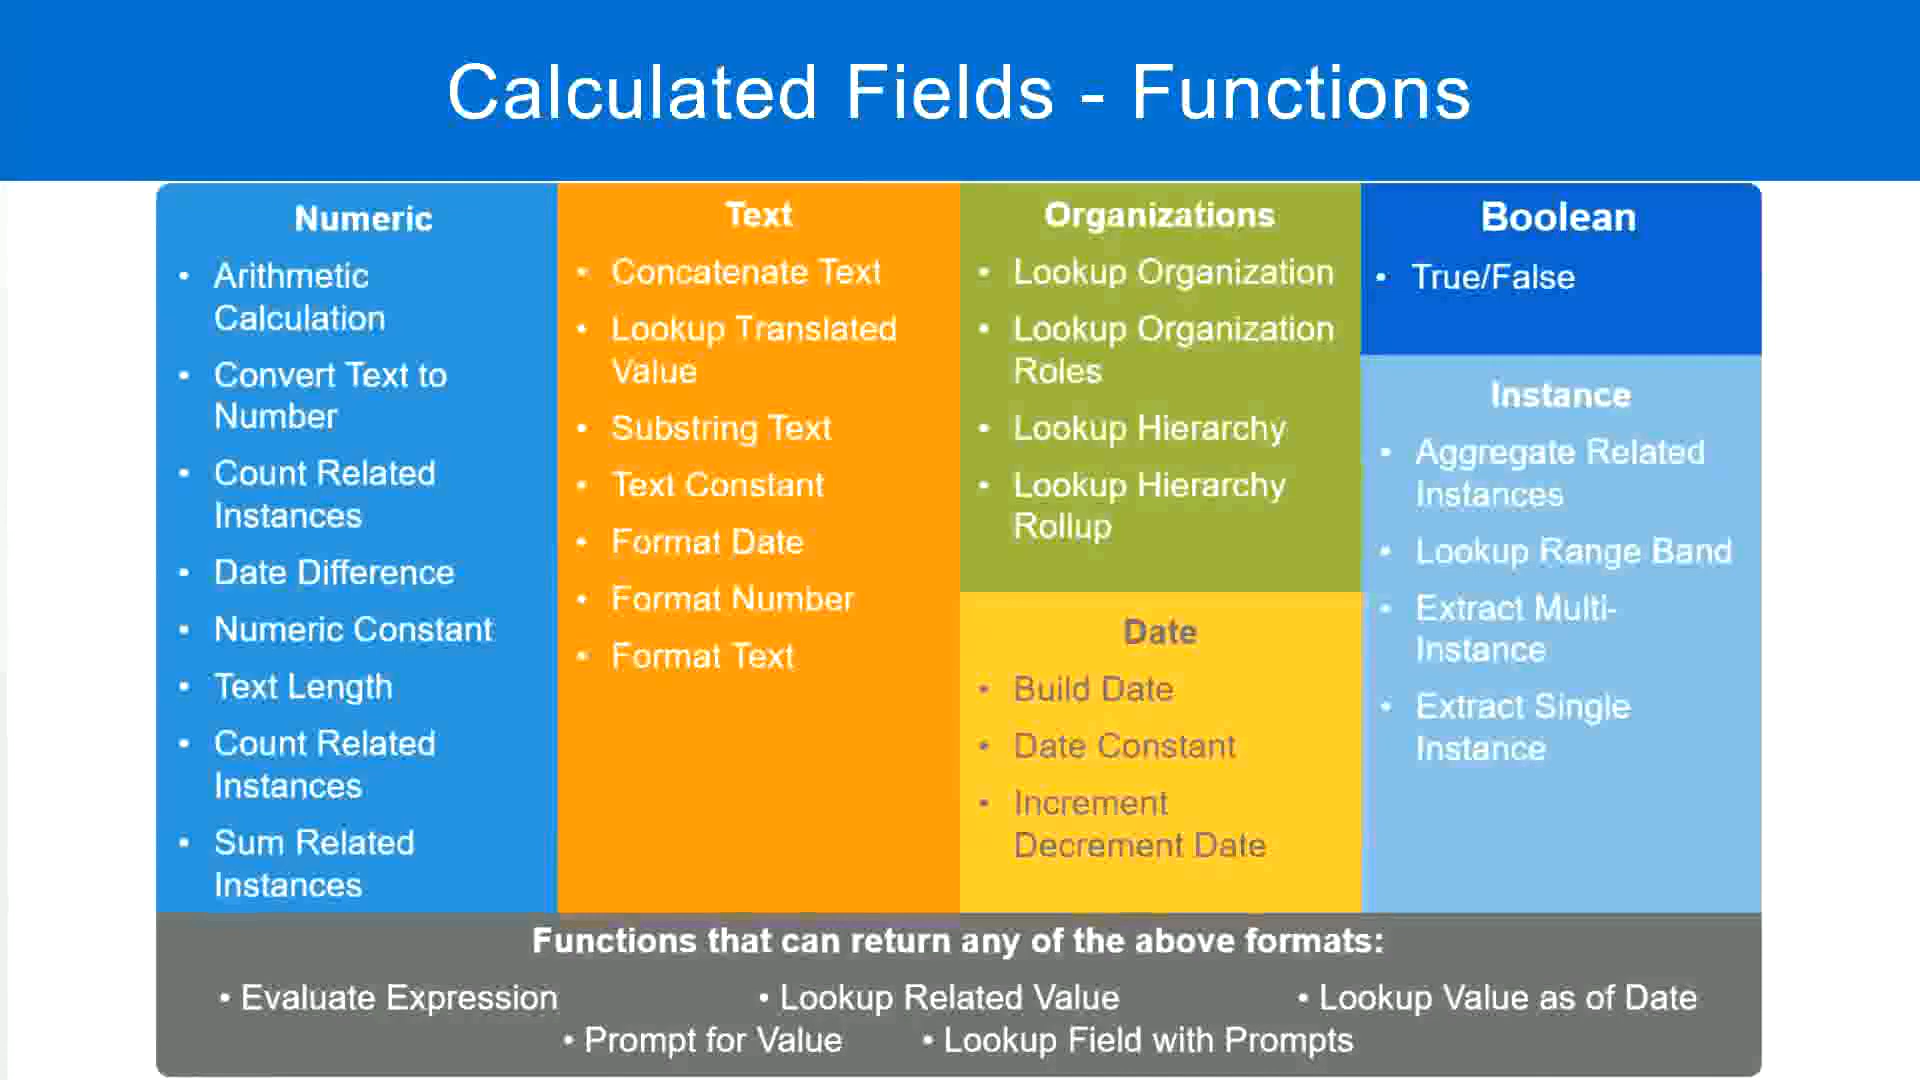 Calculated Fields - Functions
Numeric
• Arithmetic
Calculation
• Convert Text to
Number
• Count Related
Instances
• Date Difference
• Numeric Constant
• Text Length
• Count Related
Instances
• Sum Related
Instances
Text
• Concatenate Text
• Lookup Translated
Value
• Substring Text
• Text Constant
• Format Date
• Format Number
• Format Text
Organizations
• Lookup Organization
• Lookup Organization
Roles
• Lookup Hierarchy
• Lookup Hierarchy
Rollup
Date
• Build Date
• Date Constant
• Increment
Decrement Date
Boolean
• True/False
Instance
• Aggregate Related
Instances
• Lookup Range Band
• Extract Multi-
Instance
• Extract Single
Instance
Functions that can return any of the above formats:
• Evaluate Expression • Lookup Related Value • Lookup Value as of Date
• Prompt for Value • Lookup Field with Prompts